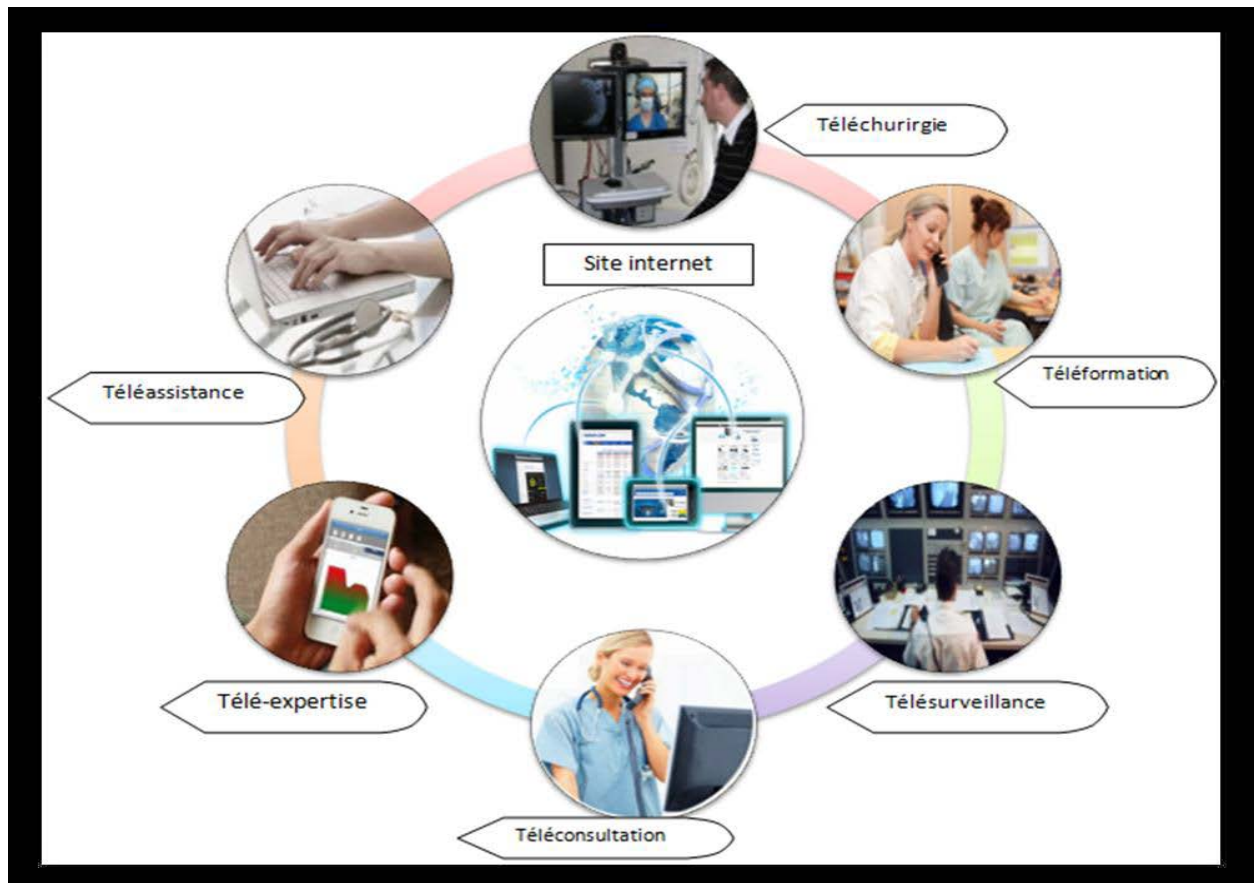 Téléchurirgie
Site internet
Téléformation
Téléassistance
Télé-expertise
Télésurveillance
Téléconsultation